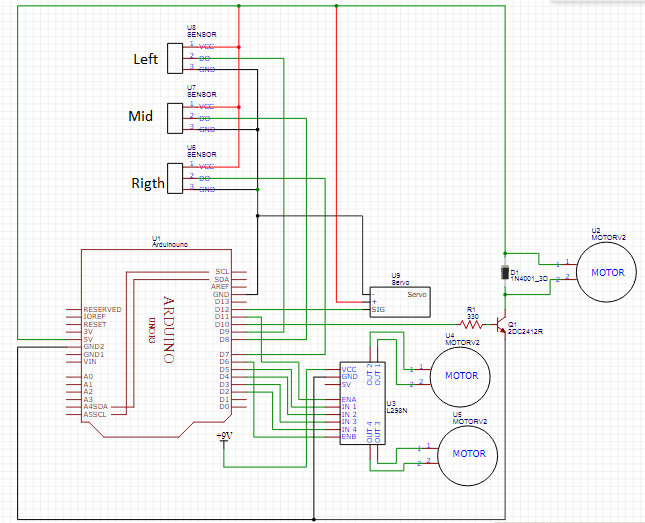 U8
SENSOR
Left
1 VCC
2 DO
3 GND
U7
SENSOR
Mid
1 VCC
2 DO
3 GND
U6
SENSOR
Rigth
1 VCC
2 DO
3 GND
U1
Arduinouno
SCL
SDA
AREF
GND
D13
D12
D11
D10
D9
D8
D7
D6
D5
D4
D3
D2
D1
D0
RESERVED
IOREF
RESET
3V
5V
GND2
GND1
VIN
A0
A1
A2
A3
A4SDA
A5SCL
ARDUINO
+9V
U9
Servo
Servo
-
+
SIG
U2
MOTORV2
1
2
MOTOR
D1
1N4001_3D
R1
330
Q1
2DC2412R
U4
MOTORV2
1
2
MOTOR
U5
MOTORV2
1
2
MOTOR
U3
L298N
VCC
GND
5V
ENA
IN 1
IN 2
IN 3
IN 4
ENB
OUT 2
OUT 1
OUT 4
OUT 3